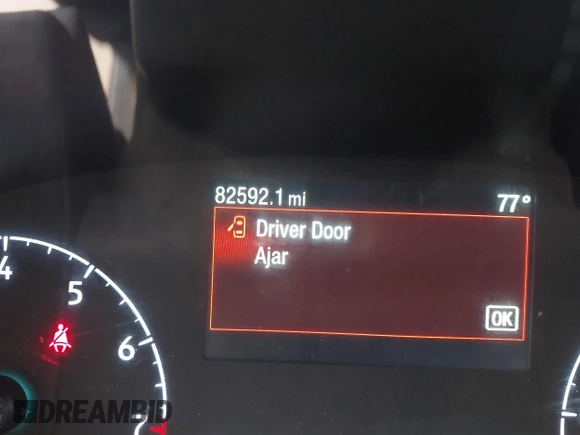 82592.1 mi 77°
Driver Door
Ajar
OK
4
5
6
DREAMBID